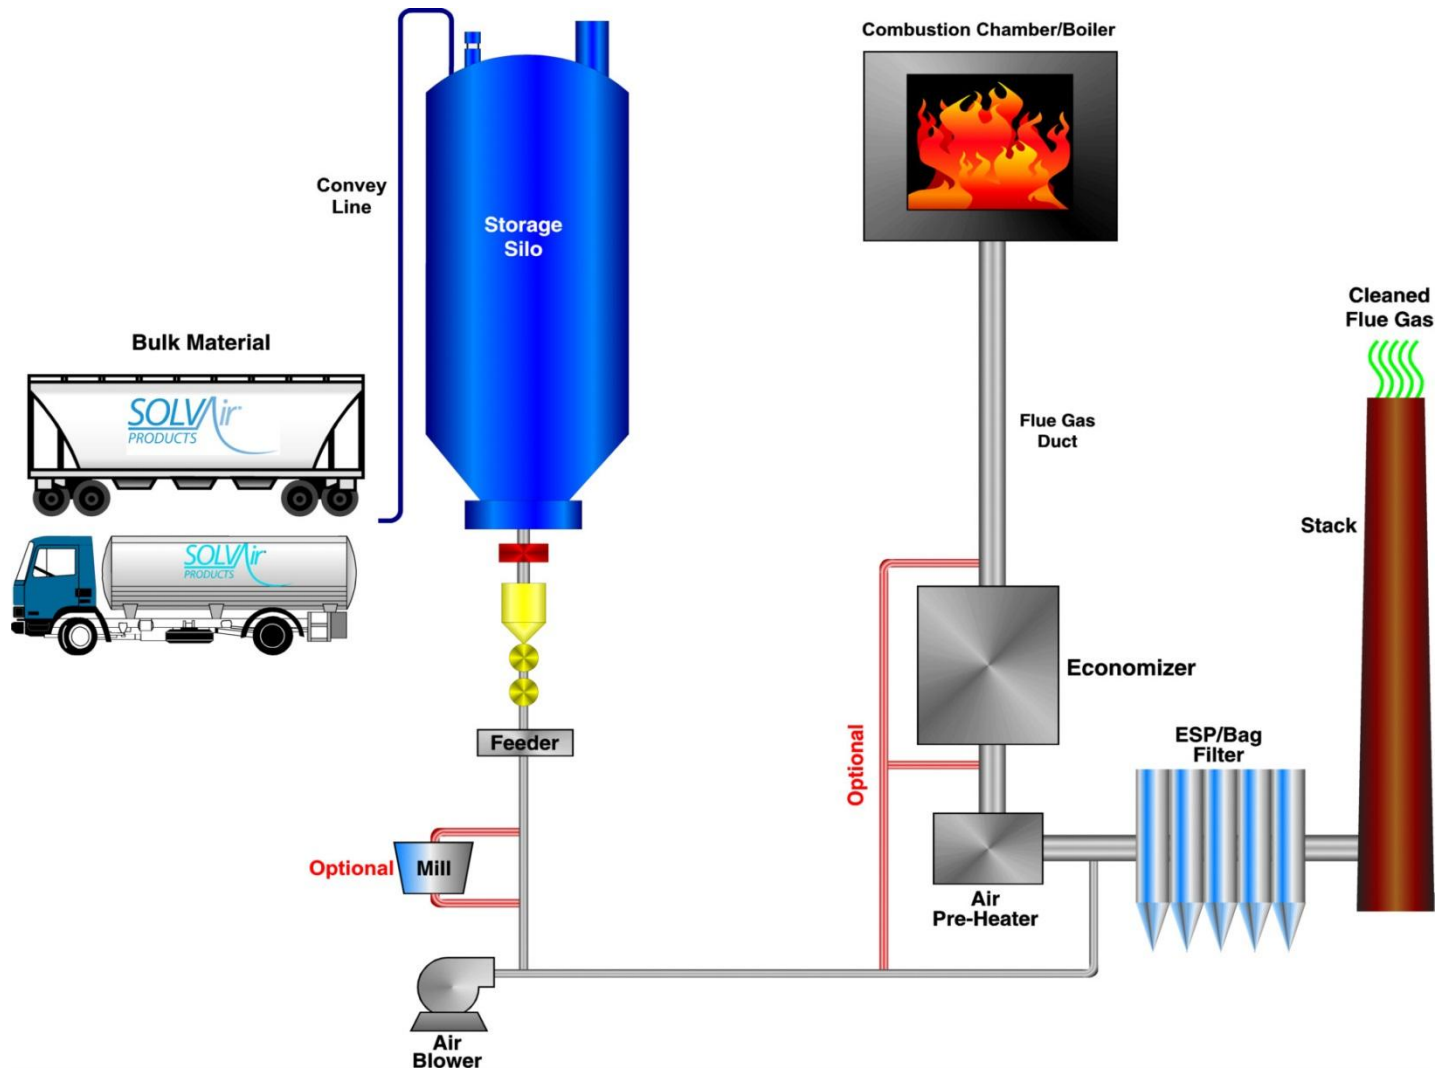 Combustion Chamber/Boiler
Convey
Line
Storage
Silo
Cleaned
Flue Gas
Bulk Material
SOLVAir
PRODUCTS
Flue Gas
Duct
Stack
SOLVAir
PRODUCTS
Economizer
Feeder
Optional
ESP/Bag
Filter
Optional
Mill
Air
Pre-Heater
Air
Blower